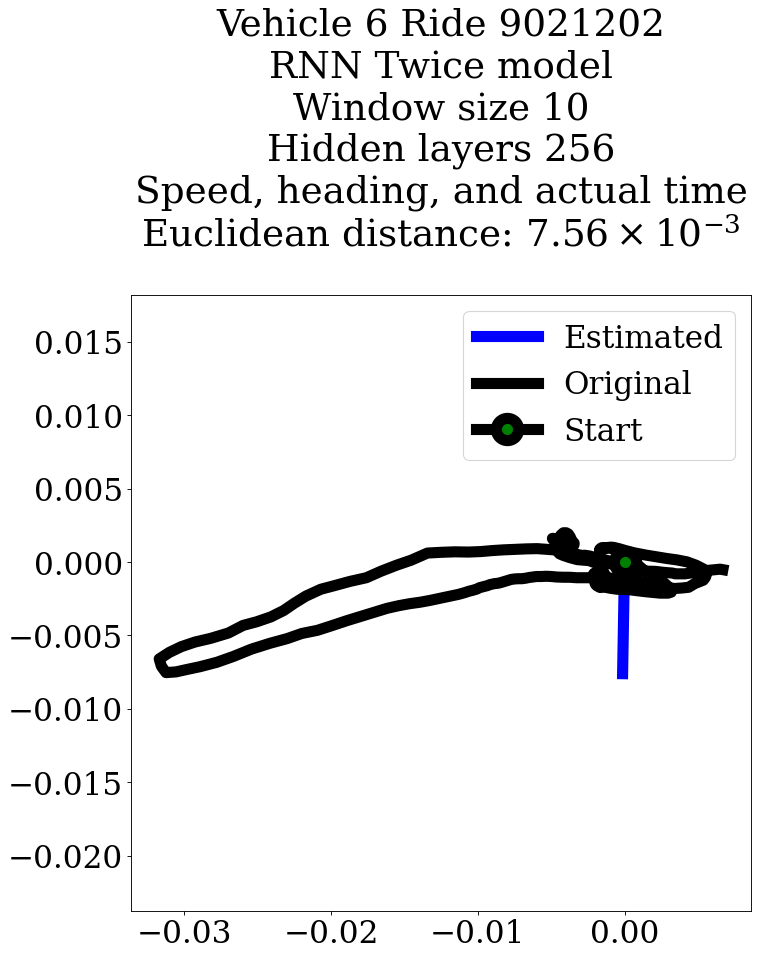 Vehicle 6 Ride 9021202
RNN Twice model
Window size 10
Hidden layers 256
Speed, heading, and actual time
Euclidean distance: 7.56 × 10⁻³
Estimated
Original
Start
0.015
0.010
0.005
0.000
−0.005
−0.010
−0.015
−0.020
−0.03 −0.02 −0.01 0.00